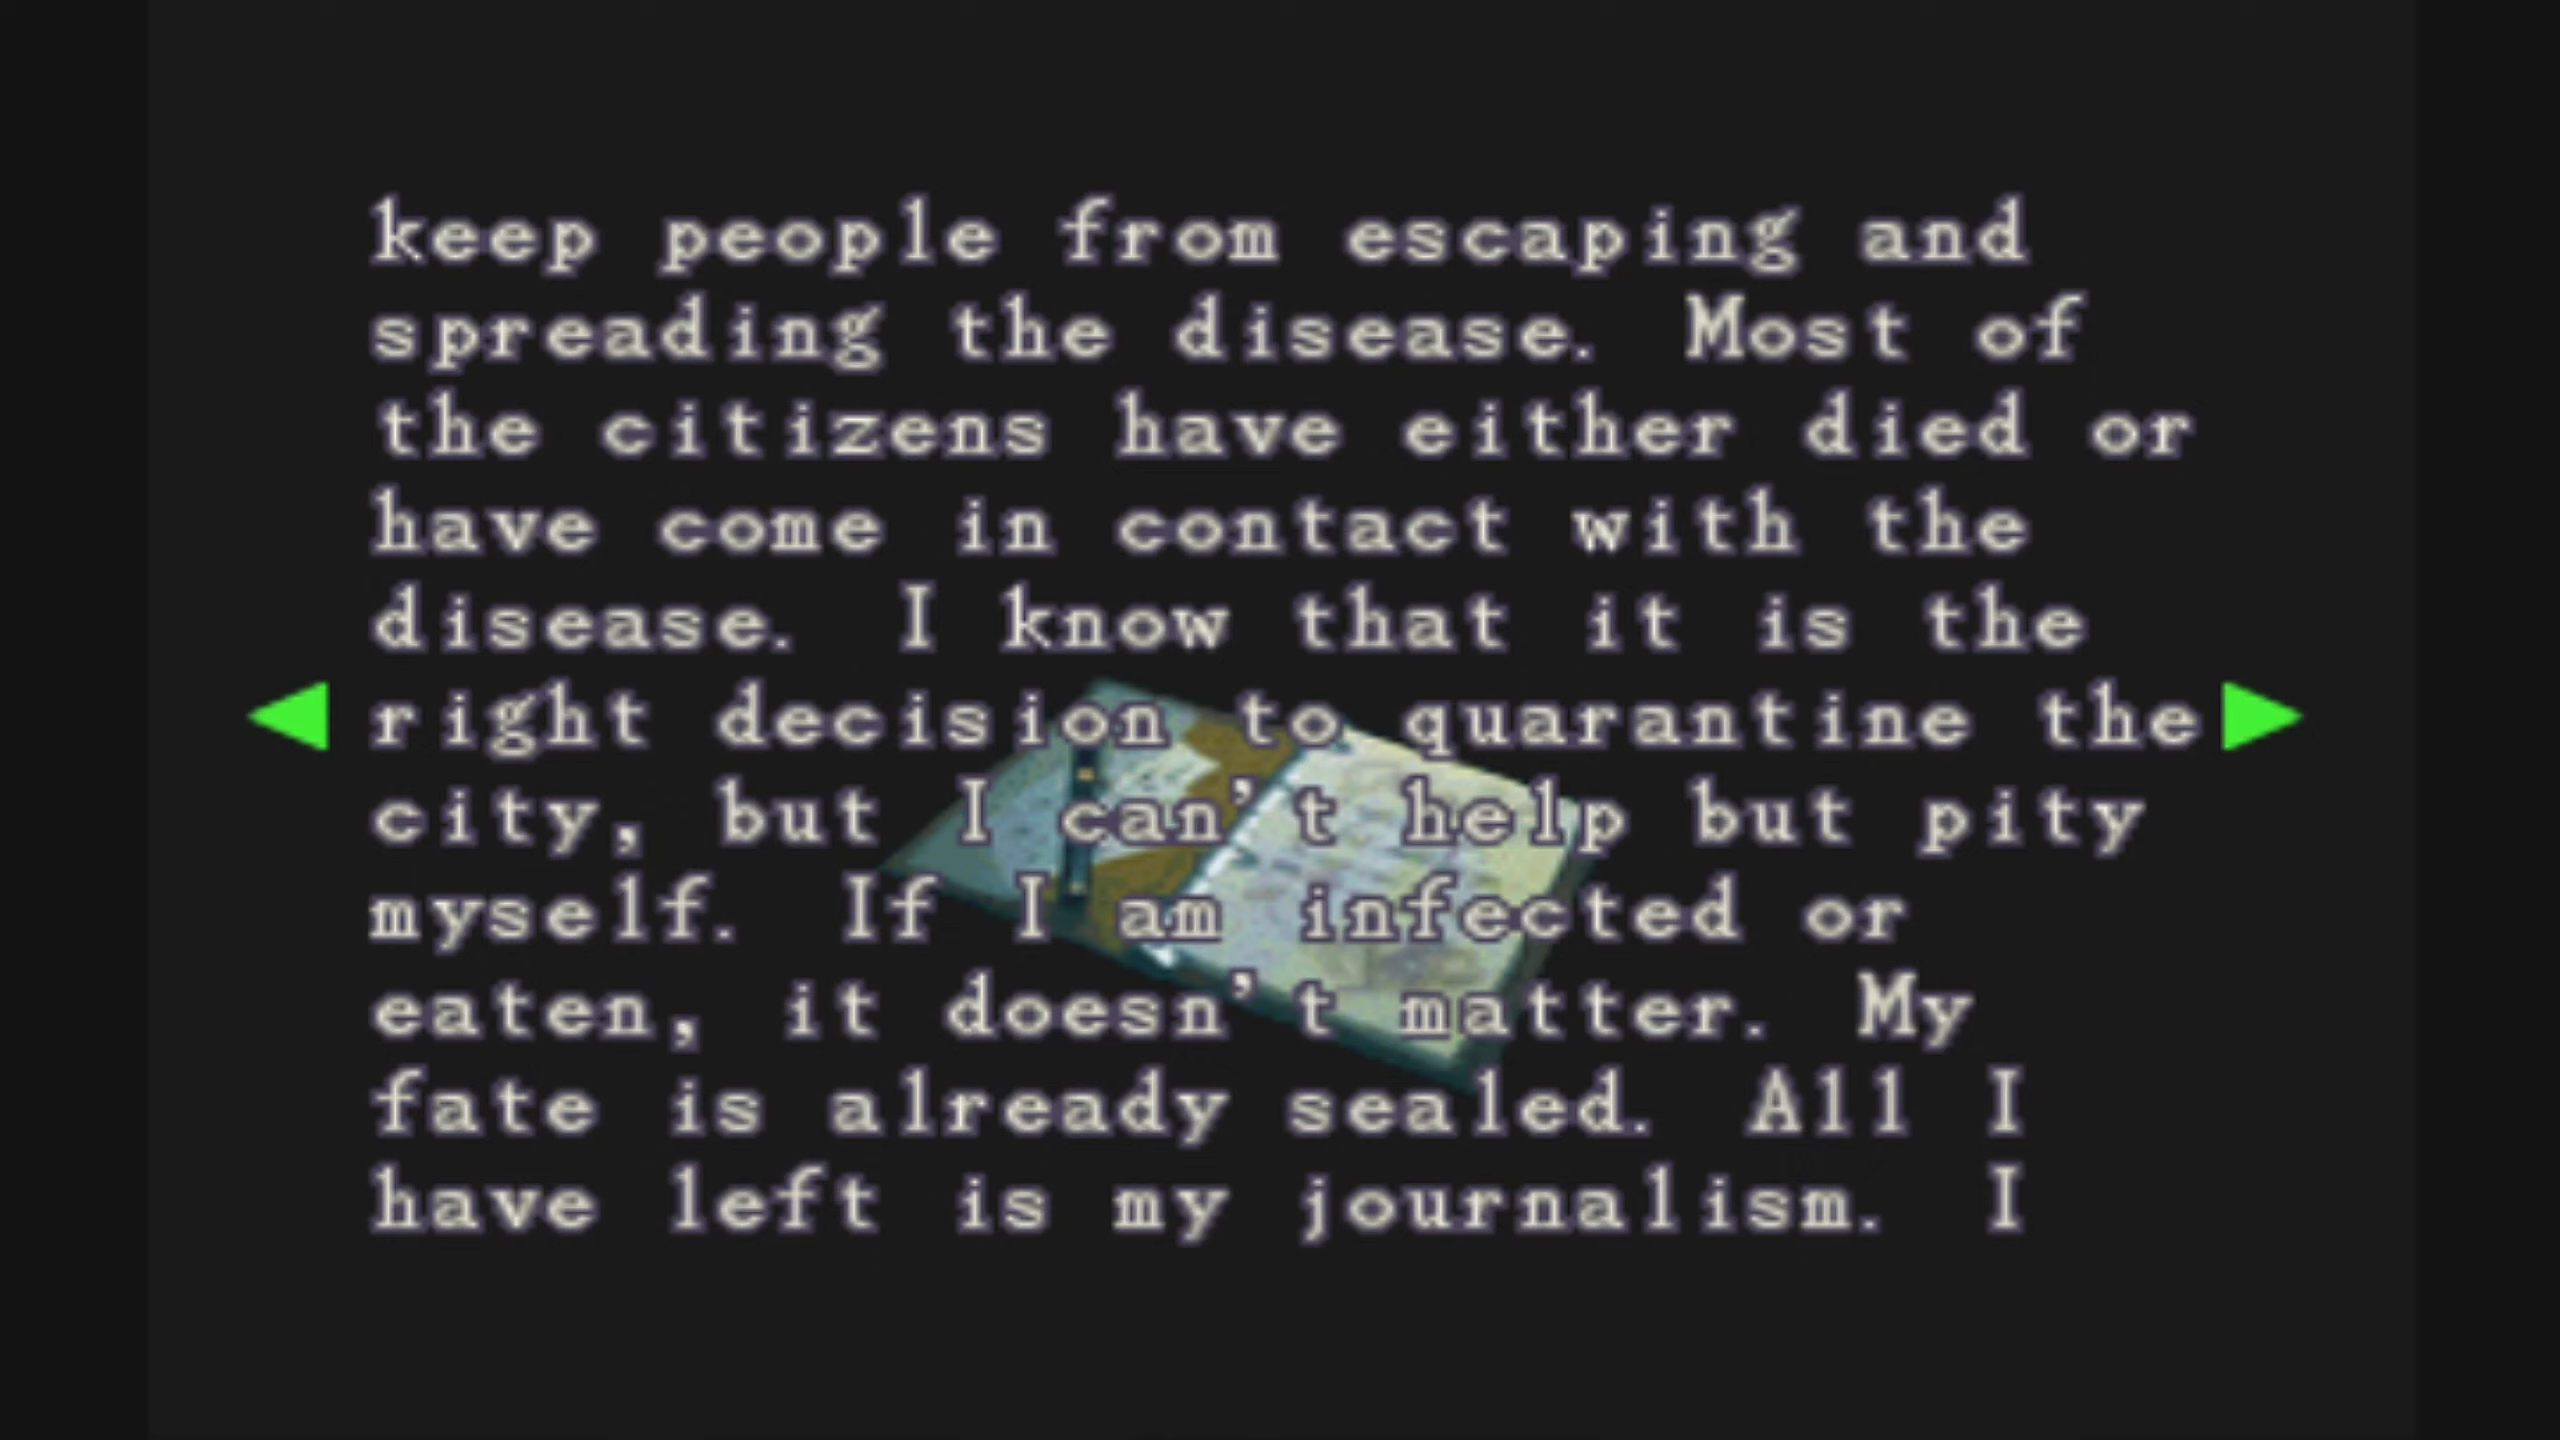 keep people from escaping and
spreading the disease. Most of
the citizens have either died or
have come in contact with the
disease. I know that it is the
right decision to quarantine the
city, but I can't help but pity
myself. If I am infected or
eaten, it doesn't matter. My
fate is already sealed. All I
have left is my journalism. I